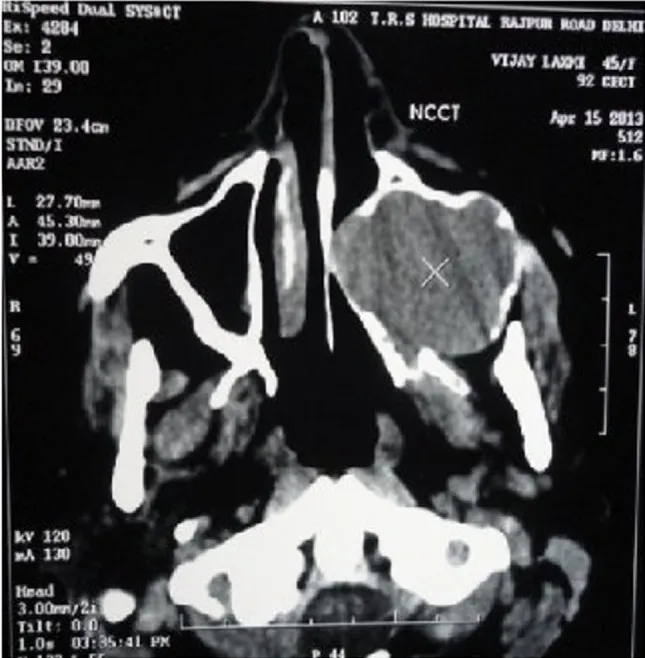 HiSpeed Dual SYS#CT
Ex: 4284
Se: 2
OM I39.00
Im: 29
DFOV 23.4cm
STND/I
AAR2
L 27.70mm
A 45.30mm
I 39.00mm
V = 49
R
6
9
kV 120
mA 130
Head
3.00mm/2i
Tilt: 0.0
1.0s 03:35:41 PM
A 102 T.R.S HOSPITAL RAJPUR ROAD DELHI
VIJAY LAXMI 45/F
92 CECT
NCCT
Apr 15 2013
512
MF:1.6
L
7
8
P 44